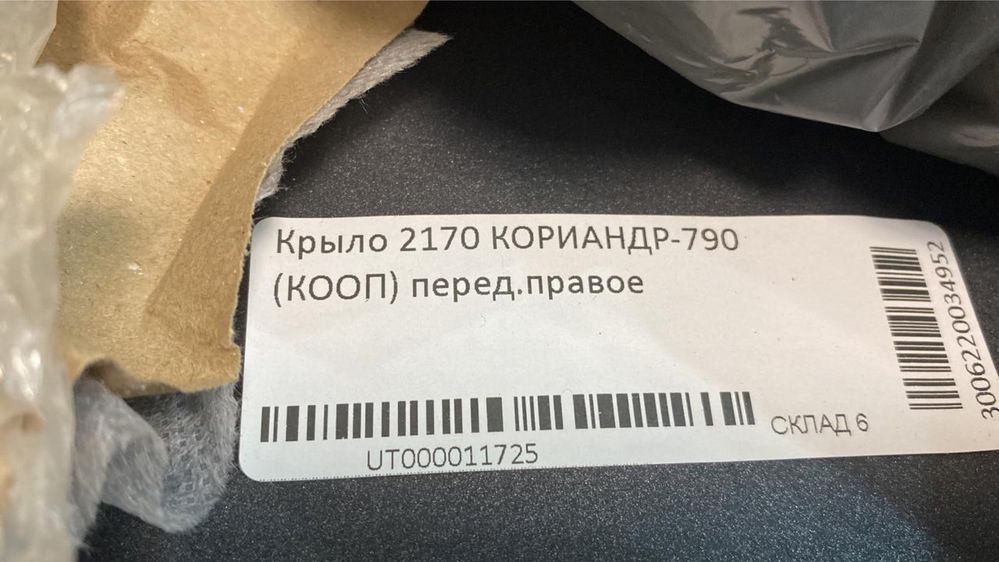 Крыло 2170 КОРИАНДР-790
(КООП) перед.правое
СКЛАД 6
UT000011725
3006220034952